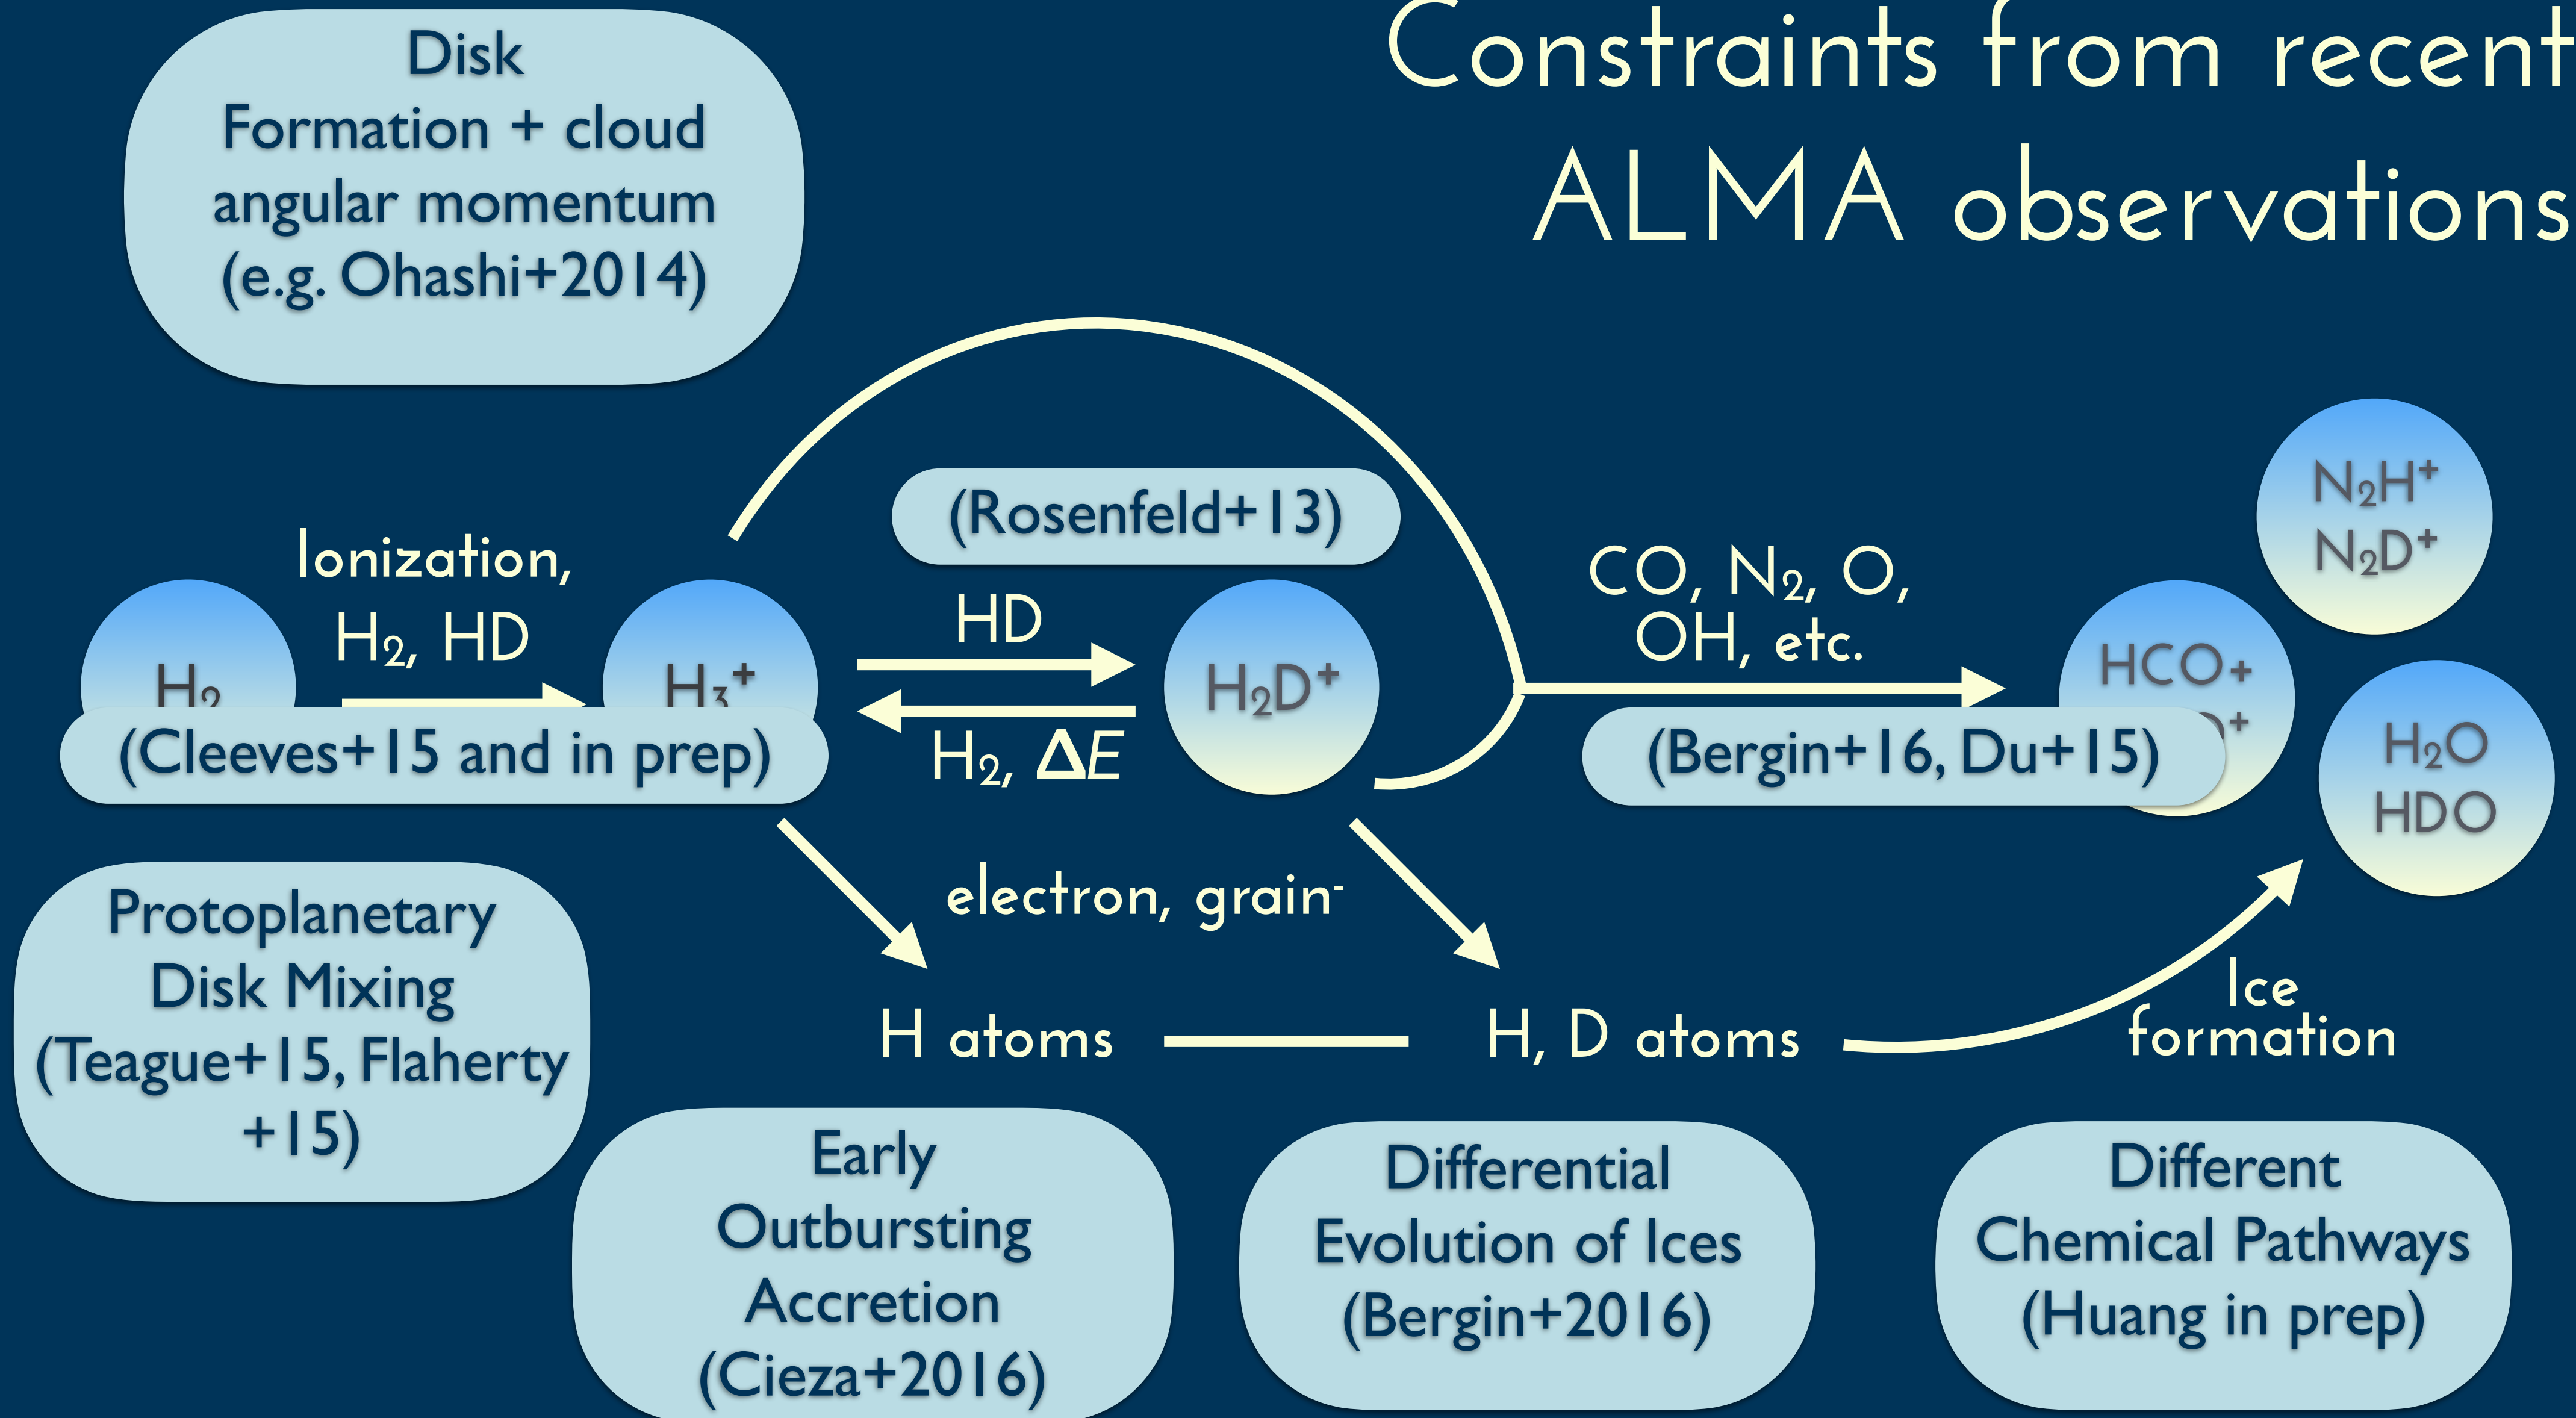 Constraints from recent
ALMA observations
Disk
Formation + cloud
angular momentum
(e.g. Ohashi+2014)
(Rosenfeld+13)
Ionization,
H₂, HD
H₂
H₃⁺
HD
H₂, ΔE
H₂D⁺
CO, N₂, O,
OH, etc.
N₂H⁺
N₂D⁺
HCO+
H₂O
HDO
(Cleeves+15 and in prep)
(Bergin+16, Du+15)
electron, grain⁻
H atoms
H, D atoms
Ice
formation
Protoplanetary
Disk Mixing
(Teague+15, Flaherty
+15)
Early
Outbursting
Accretion
(Cieza+2016)
Differential
Evolution of Ices
(Bergin+2016)
Different
Chemical Pathways
(Huang in prep)